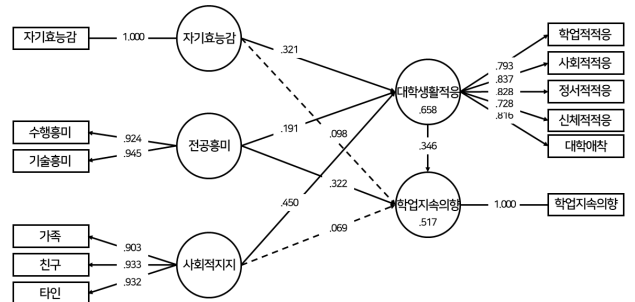 자기효능감
1.000
자기효능감
.321
학업적적응
사회적적응
정서적적응
신체적적응
대학애착
.793
.837
.828
.728
.816
대학생활적응
.658
수행흥미
기술흥미
.924
.945
전공흥미
.191
.098
.346
.322
학업지속의향
.517
1.000
학업지속의향
.450
.069
가족
친구
타인
.903
.933
.932
사회적지지